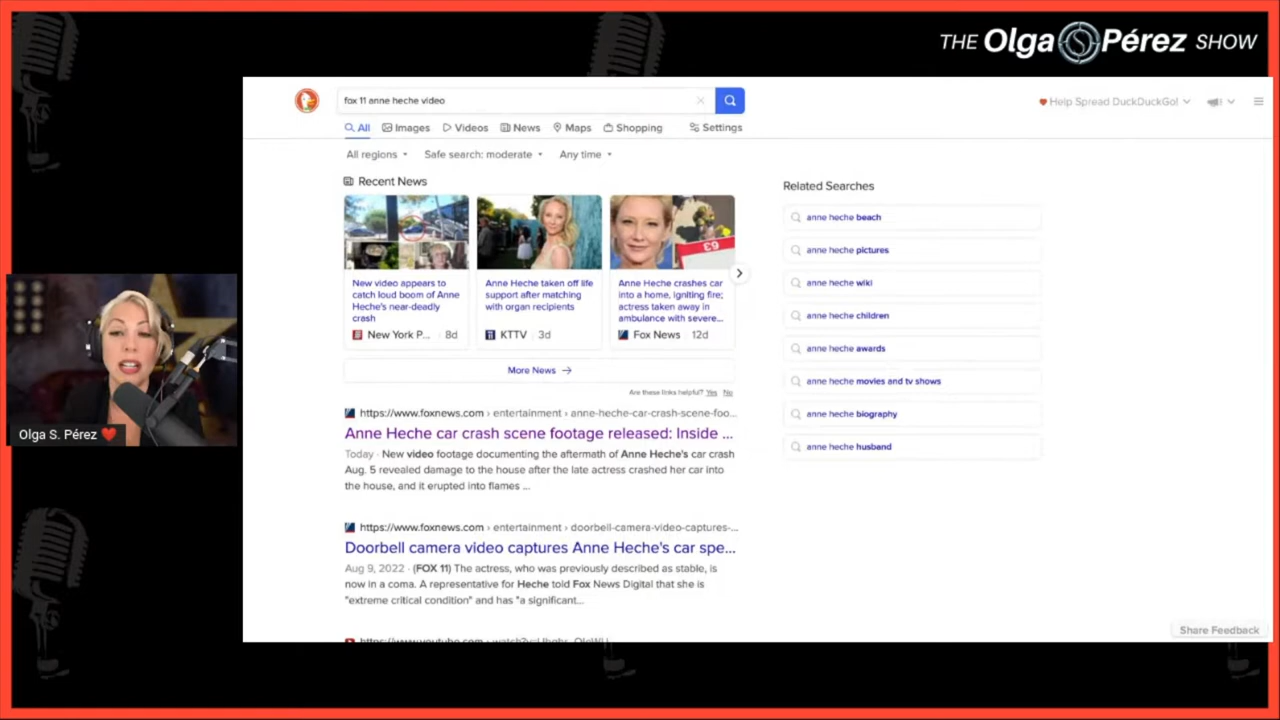 THE Olga Pérez SHOW
fox 11 anne heche video
Help Spread DuckDuckGo!
All Images Videos News Maps Shopping Settings
All regions Safe search: moderate Any time
Recent News
New video appears to
catch loud boom of Anne
Heche's near-deadly
crash
New York P... 8d
Anne Heche taken off life
support after matching
with organ recipients
KTTV 3d
£9
Anne Heche crashes car
into a home, igniting fire;
actress taken away in
ambulance with severe...
Fox News 12d
More News →
Are these links helpful? Yes No
https://www.foxnews.com › entertainment › anne-heche-car-crash-scene-foo...
Anne Heche car crash scene footage released: Inside ...
Today · New video footage documenting the aftermath of Anne Heche's car crash
Aug. 5 revealed damage to the house after the late actress crashed her car into
the house, and it erupted into flames ...
https://www.foxnews.com › entertainment › doorbell-camera-video-captures-...
Doorbell camera video captures Anne Heche's car spe...
Aug 9, 2022 · (FOX 11) The actress, who was previously described as stable, is
now in a coma. A representative for Heche told Fox News Digital that she is
"extreme critical condition" and has "a significant...
https://www.youtube.com
Related Searches
anne heche beach
anne heche pictures
anne heche wiki
anne heche children
anne heche awards
anne heche movies and tv shows
anne heche biography
anne heche husband
Share Feedback
Olga S. Pérez ❤️